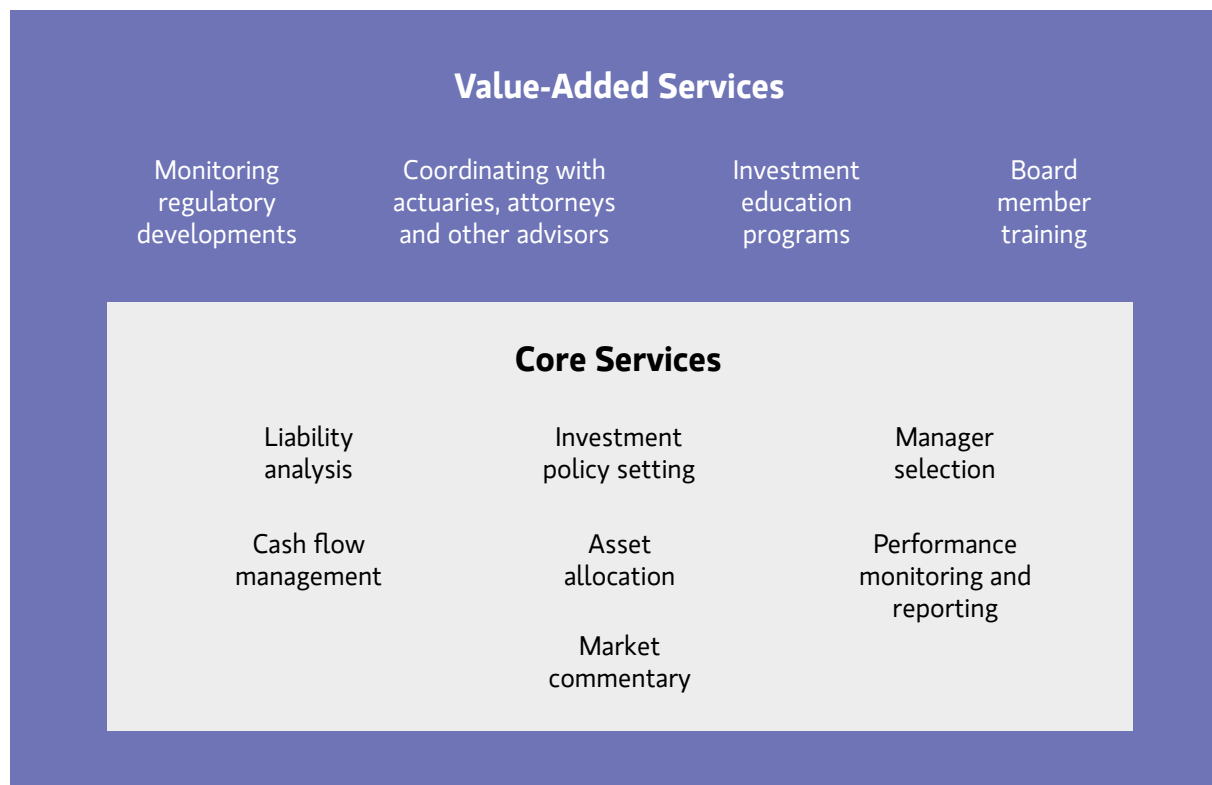 Value-Added Services
Monitoring
regulatory
developments
Coordinating with
actuaries, attorneys
and other advisors
Investment
education
programs
Board
member
training
Core Services
Liability
analysis
Investment
policy setting
Manager
selection
Cash flow
management
Asset
allocation
Performance
monitoring and
reporting
Market
commentary